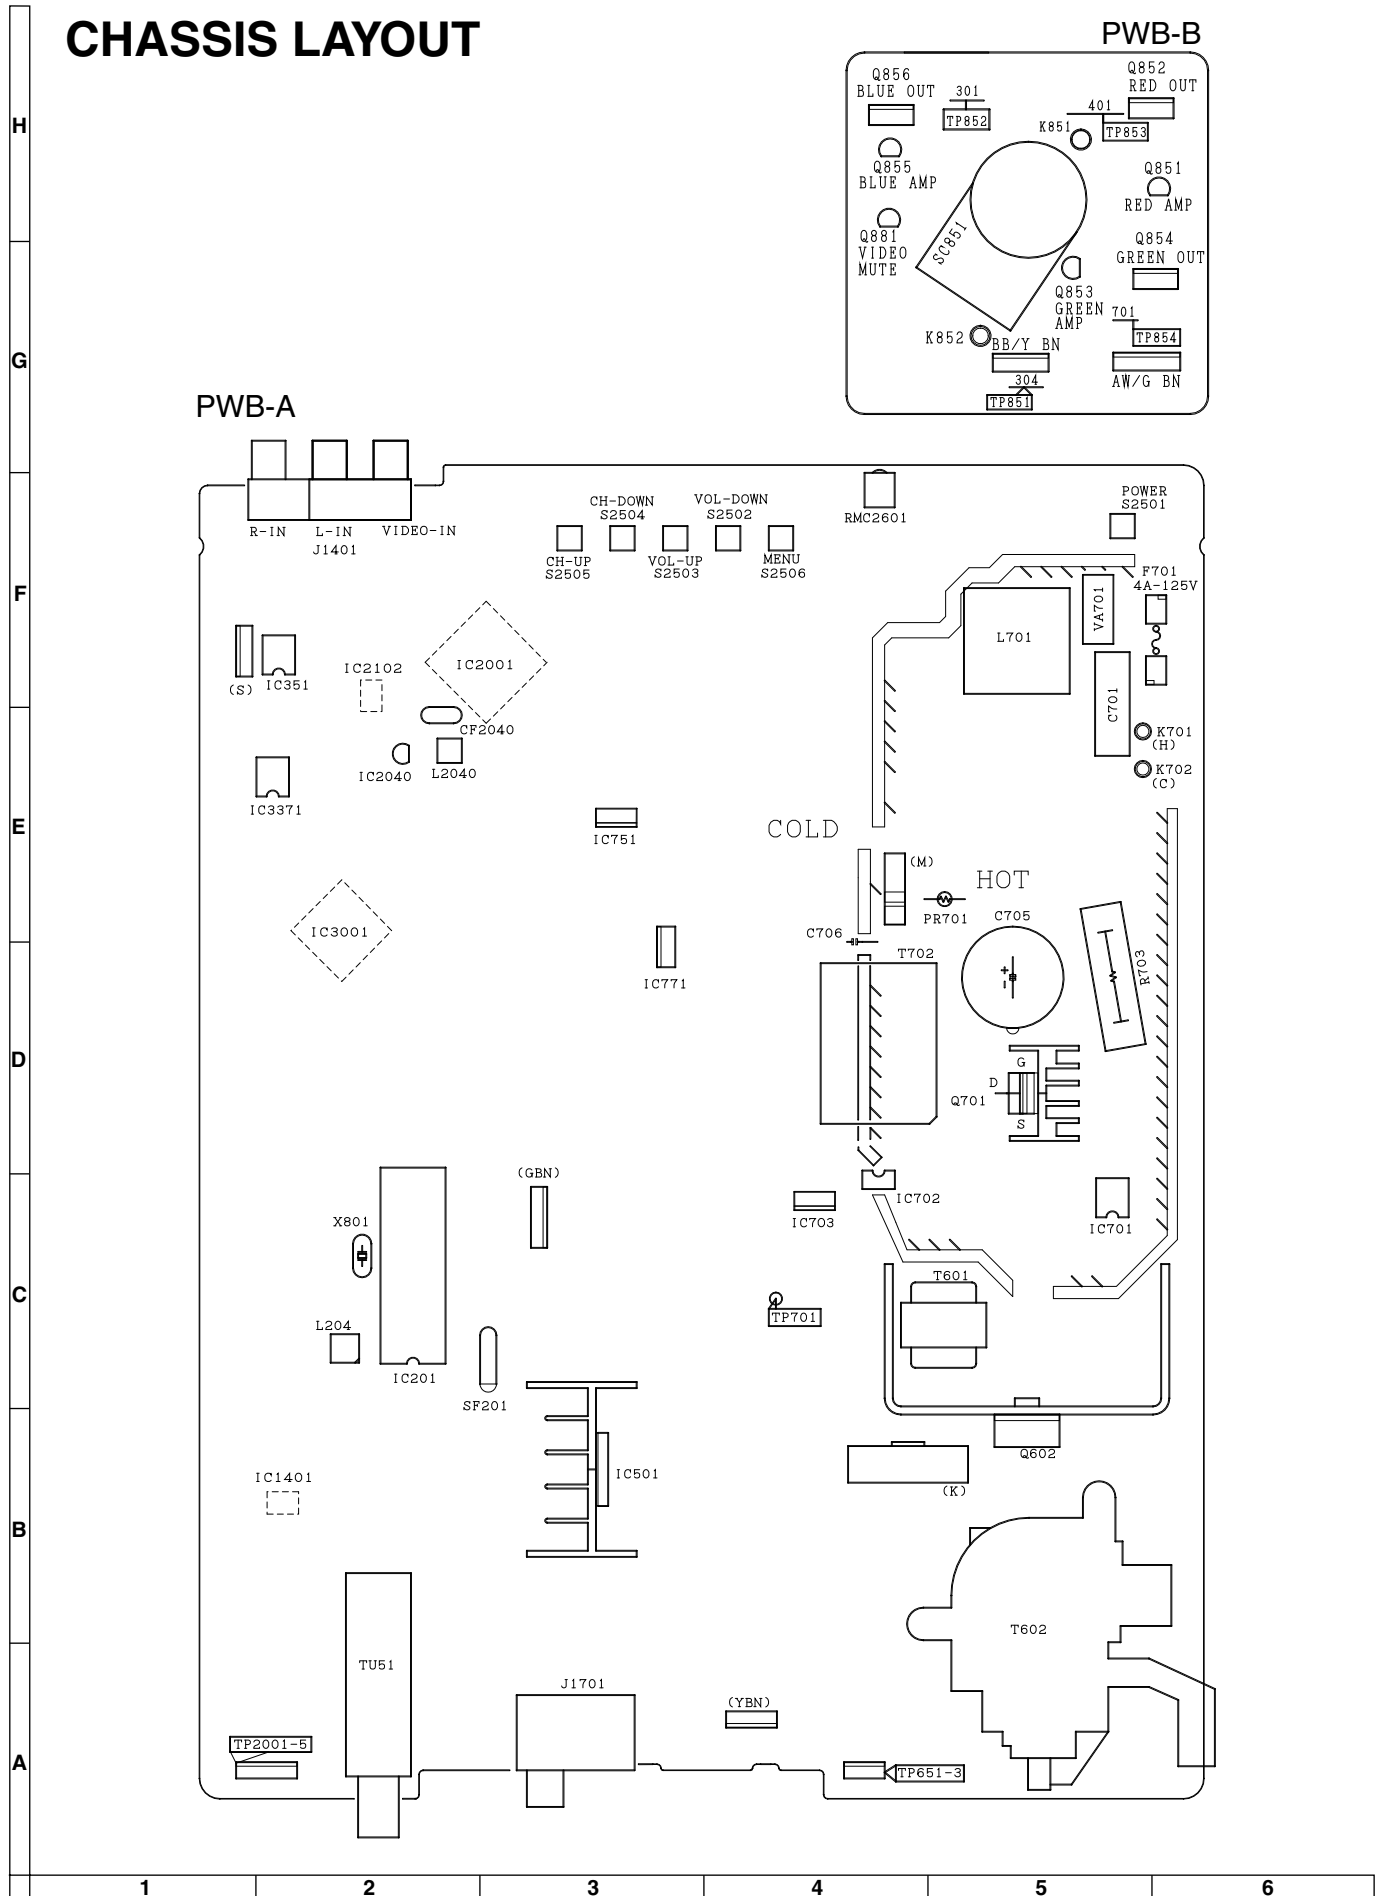 CHASSIS LAYOUT
PWB-B
Q856
BLUE OUT
301
TP852
Q852
RED OUT
401
TP853
K851
H
Q855
BLUE AMP
Q851
RED AMP
Q881
VIDEO
MUTE
SC851
Q854
GREEN OUT
Q853
GREEN
AMP
701
TP854
K852
BB/Y BN
AW/G BN
304
TP851
G
PWB-A
R-IN
L-IN
VIDEO-IN
J1401
CH-DOWN
S2504
VOL-DOWN
S2502
CH-UP
S2505
VOL-UP
S2503
MENU
S2506
RMC2601
POWER
S2501
F701
4A-125V
VA701
L701
C701
F
(S)
IC351
IC2102
IC2001
CF2040
IC2040
L2040
K701
(H)
K702
(C)
IC3371
IC751
COLD
E
(M)
HOT
PR701
C705
C706
IC3001
IC771
T702
+
-
R703
D
G
D
Q701
S
(GBN)
IC702
IC703
IC701
X801
C
T601
TP701
L204
IC201
SF201
Q602
IC501
(K)
IC1401
B
T602
TU51
J1701
(YBN)
TP2001-5
A
TP651-3
1
2
3
4
5
6